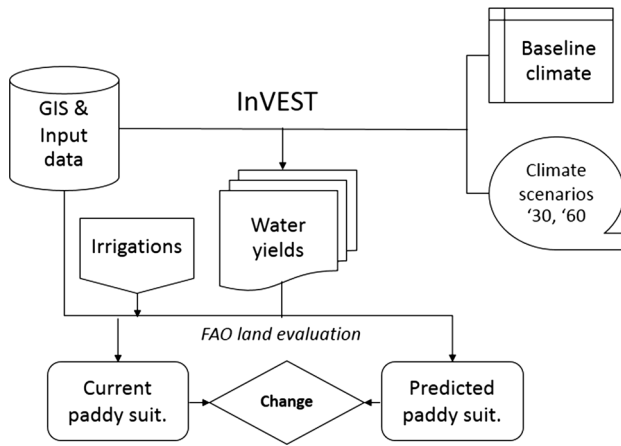 Baseline
climate
GIS &
Input
data
InVEST
Climate
scenarios
‘30, ‘60
Irrigations
Water
yields
FAO land evaluation
Current
paddy suit.
Change
Predicted
paddy suit.